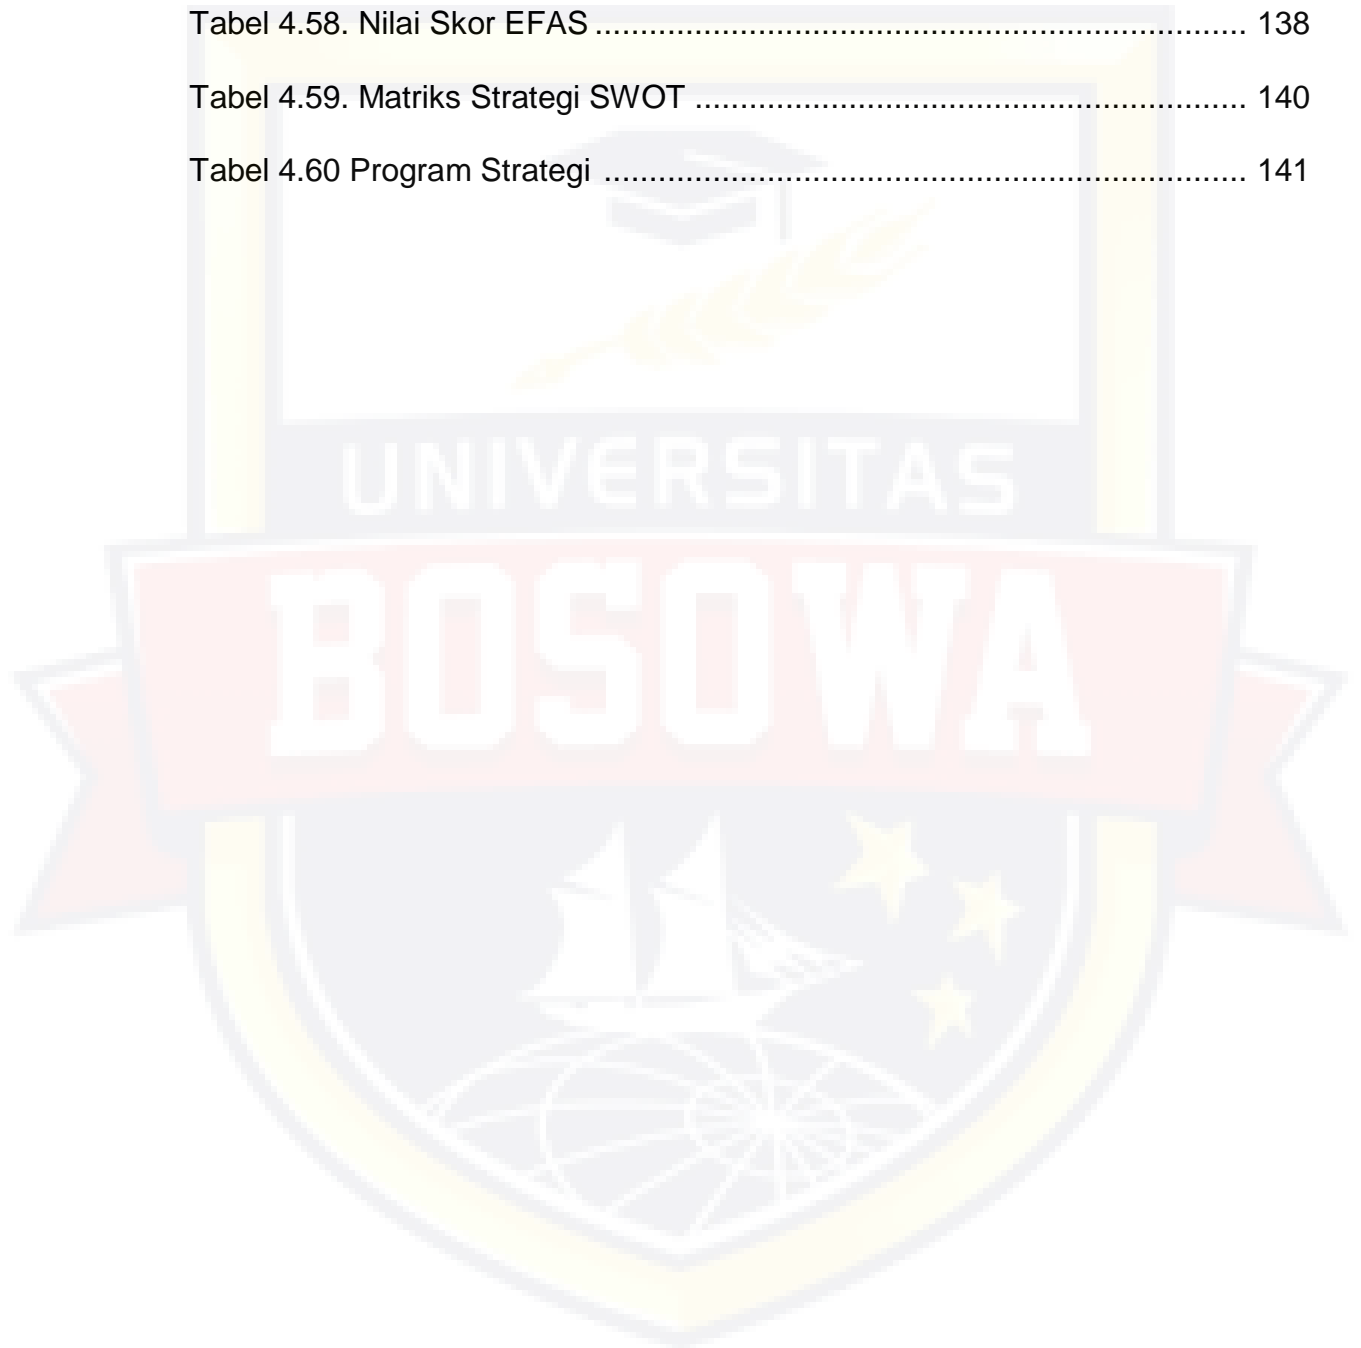 Tabel 4.58. Nilai Skor EFAS ........................................................................ 138
Tabel 4.59. Matriks Strategi SWOT ............................................................. 140
Tabel 4.60 Program Strategi ....................................................................... 141
UNIVERSITAS
BOSOWA